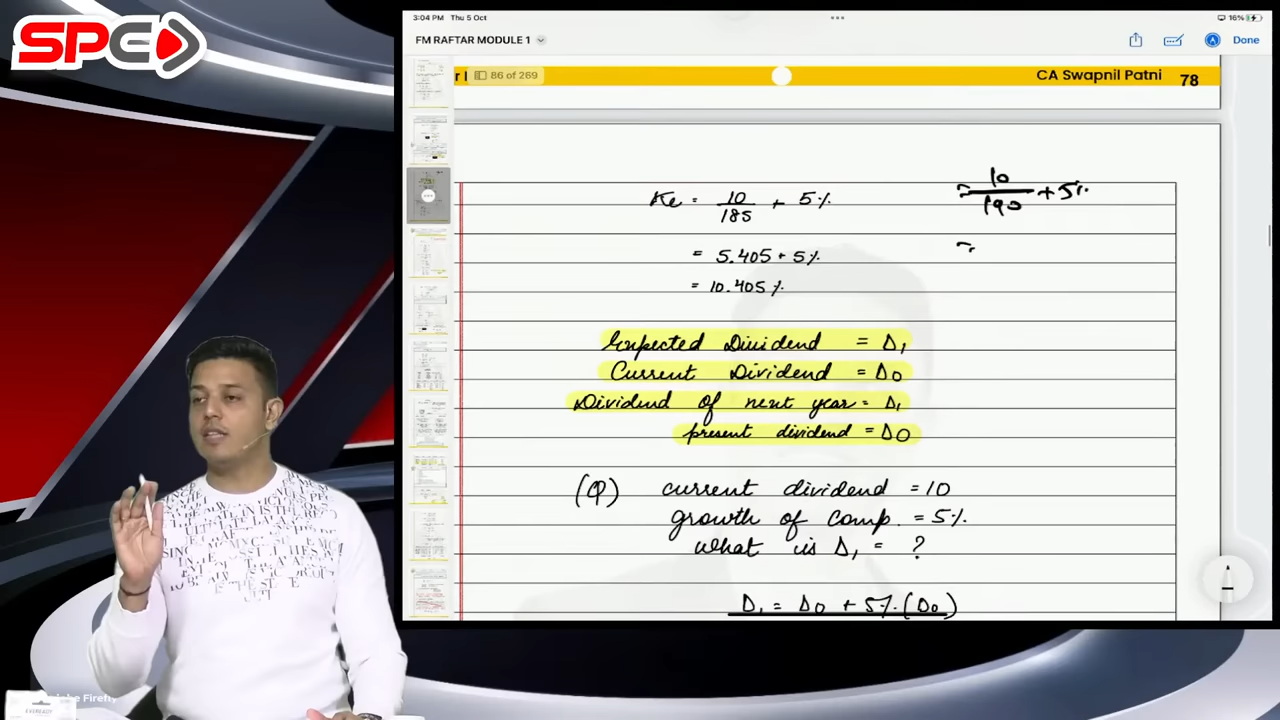 SPC
3:04 PM Thu 5 Oct
16%
FM RAFTAR MODULE 1
Done
86 of 269
CA Swapnil Patni 78
Ke = 10/185 + 5%
= 10/190 + 5%
= 5.405 + 5%
=
= 10.405%
Expected Dividend = D1
Current Dividend = D0
Dividend of next year = D1
present dividend = D0
(Q) current dividend = 10
growth of comp. = 5%.
what is D1 = ?
D1 = D0 + 5%(D0)